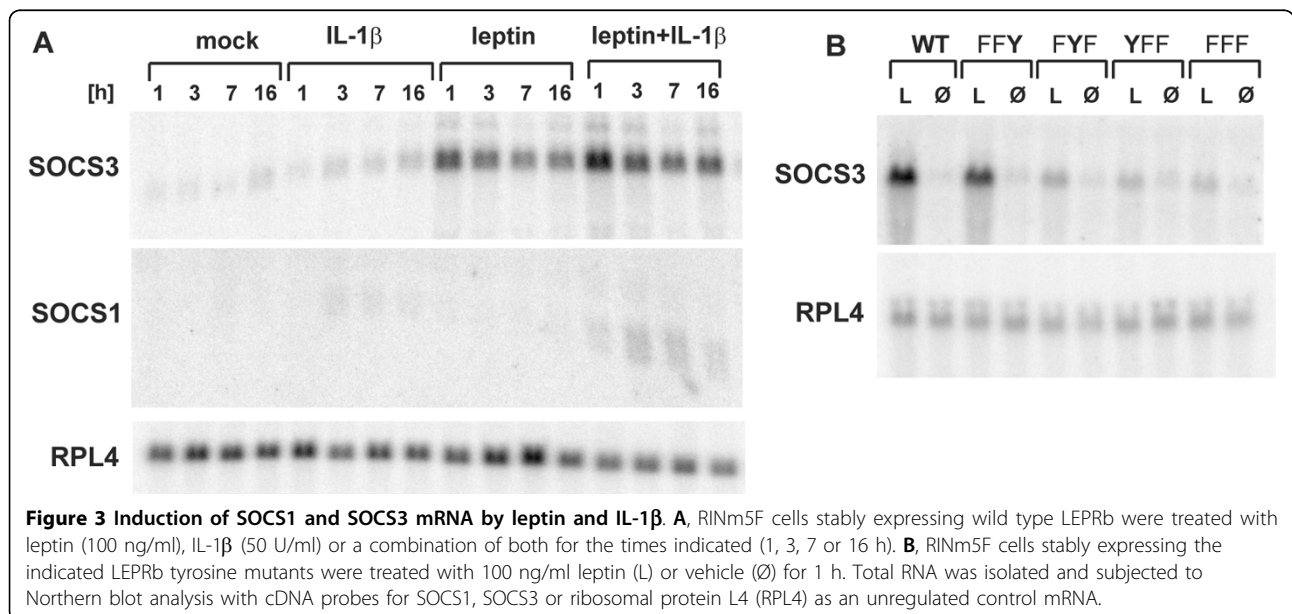 A
mock IL-1β leptin leptin+IL-1β
[h] 1 3 7 16 1 3 7 16 1 3 7 16 1 3 7 16
SOCS3
SOCS1
RPL4
B
WT FFY FYF YFF FFF
L Ø L Ø L Ø L Ø L Ø
SOCS3
RPL4
Figure 3 Induction of SOCS1 and SOCS3 mRNA by leptin and IL-1β. A, RINm5F cells stably expressing wild type LEPRb were treated with
leptin (100 ng/ml), IL-1β (50 U/ml) or a combination of both for the times indicated (1, 3, 7 or 16 h). B, RINm5F cells stably expressing the
indicated LEPRb tyrosine mutants were treated with 100 ng/ml leptin (L) or vehicle (Ø) for 1 h. Total RNA was isolated and subjected to
Northern blot analysis with cDNA probes for SOCS1, SOCS3 or ribosomal protein L4 (RPL4) as an unregulated control mRNA.